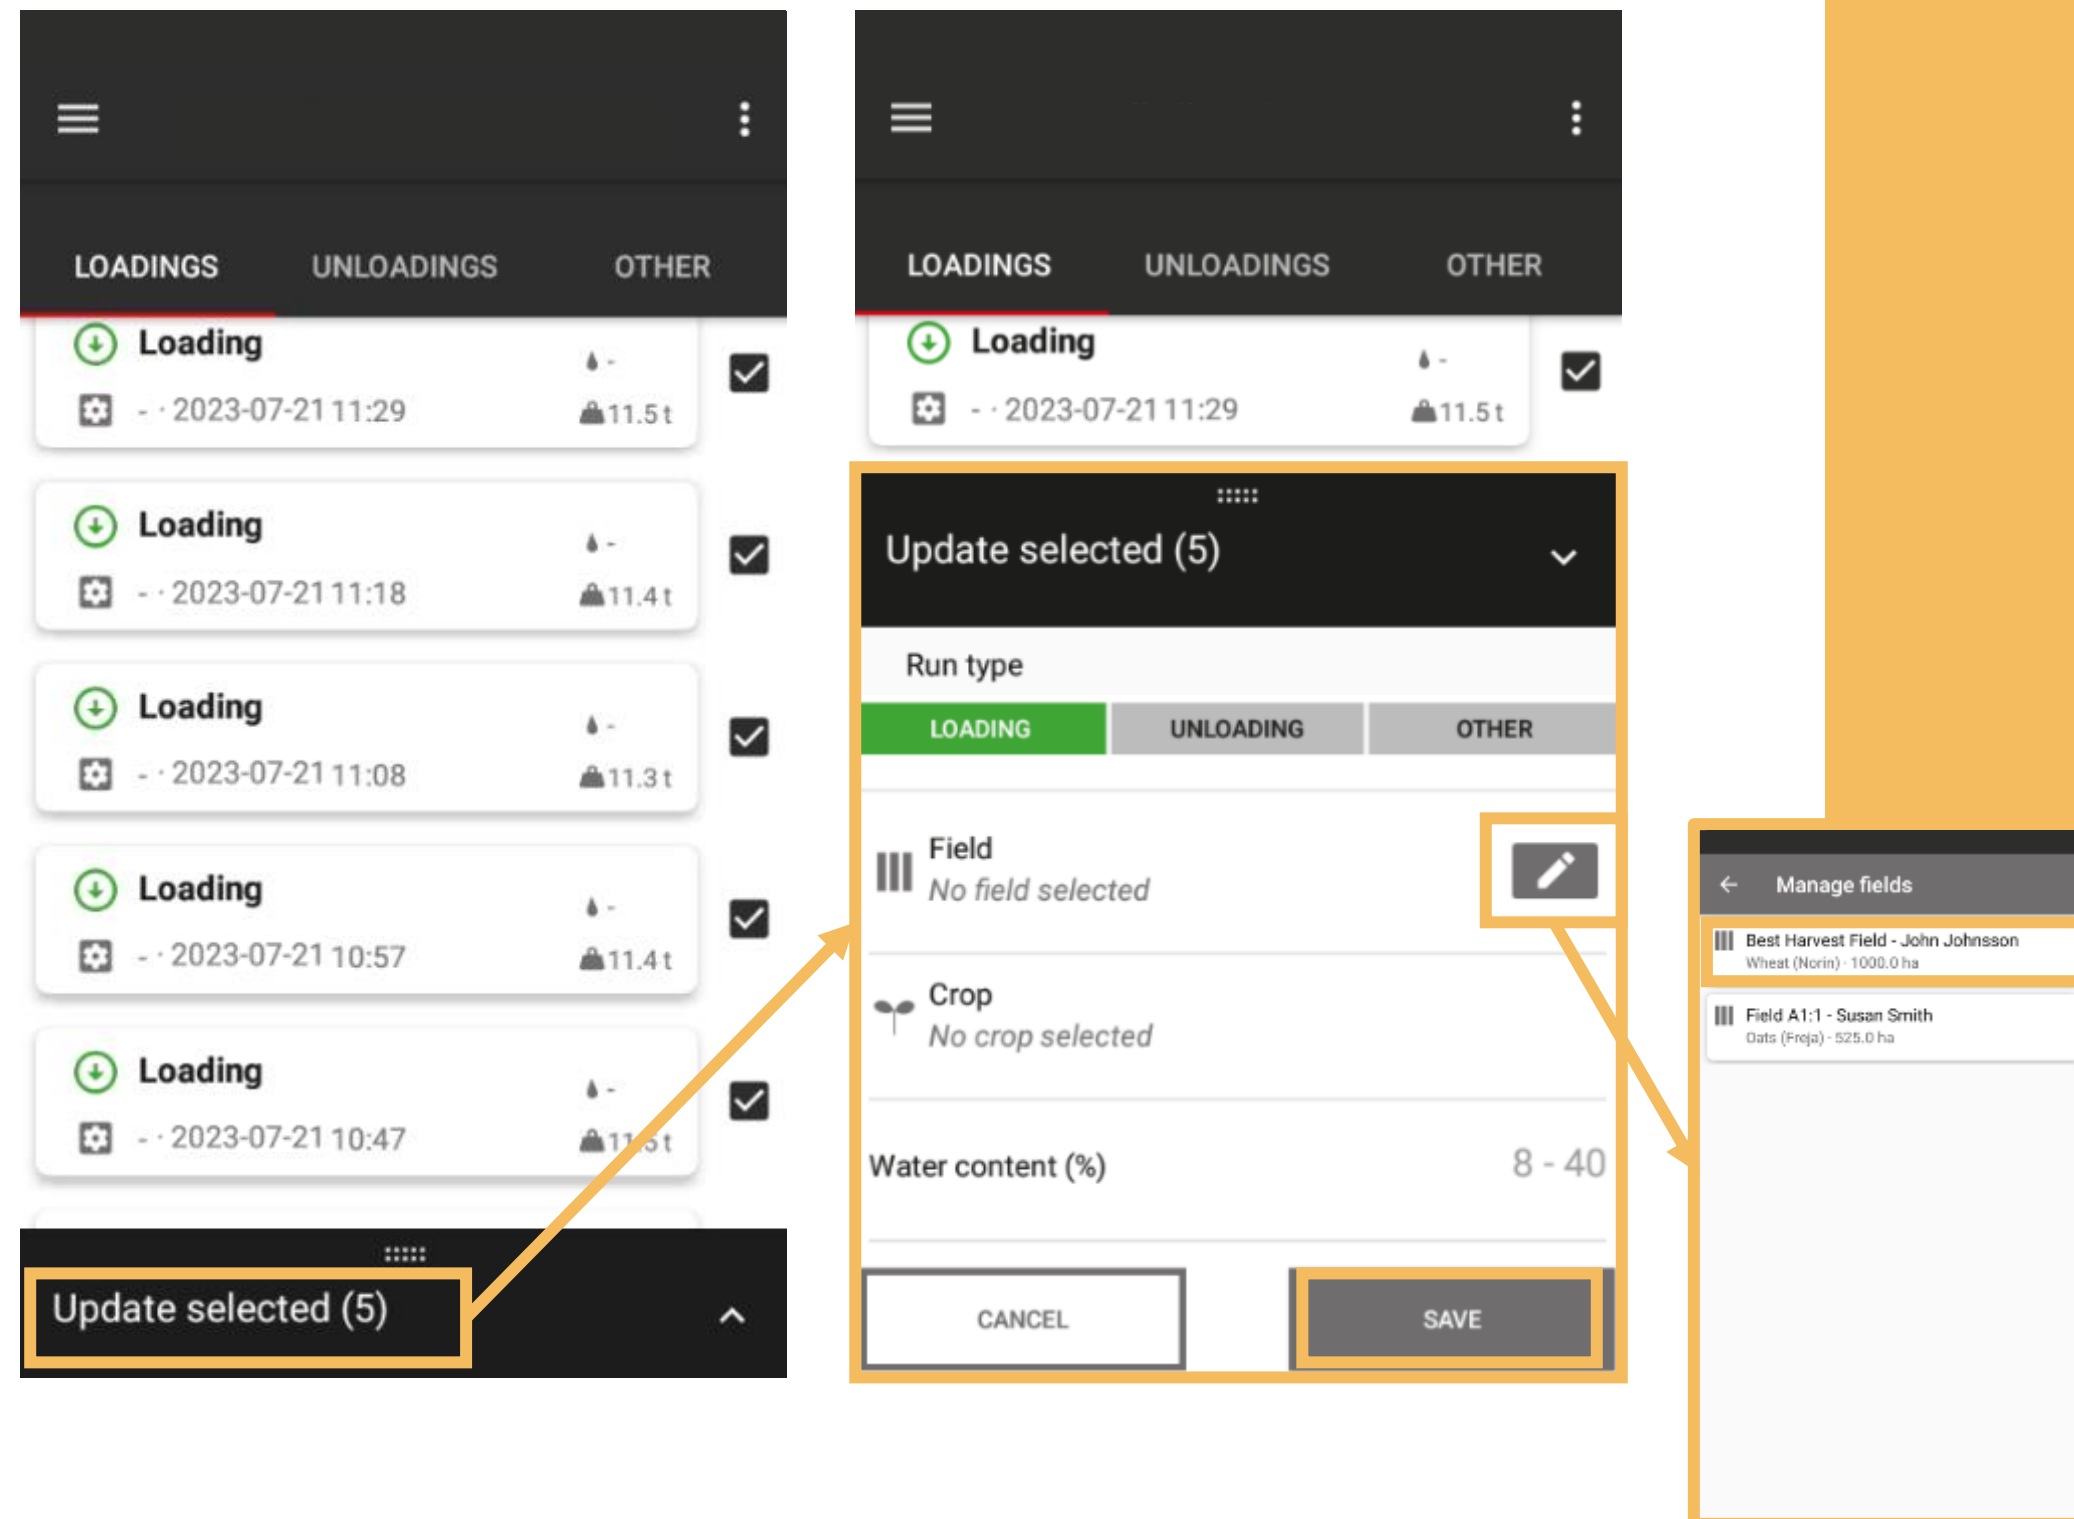 LOADINGS UNLOADINGS OTHER
Loading
-
- · 2023-07-21 11:29
11.5 t
Loading
-
- · 2023-07-21 11:18
11.4 t
Loading
-
- · 2023-07-21 11:08
11.3 t
Loading
-
- · 2023-07-21 10:57
11.4 t
Loading
-
- · 2023-07-21 10:47
t
Update selected (5)
LOADINGS UNLOADINGS OTHER
Loading
-
- · 2023-07-21 11:29
11.5 t
Update selected (5)
Run type
LOADING UNLOADING OTHER
Field
No field selected
Crop
No crop selected
Water content (%) 8 - 40
CANCEL SAVE
Manage fields
Best Harvest Field - John Johnsson
Wheat (Norin) · 1000.0 ha
Field A1:1 - Susan Smith
Oats (Freja) · 525.0 ha